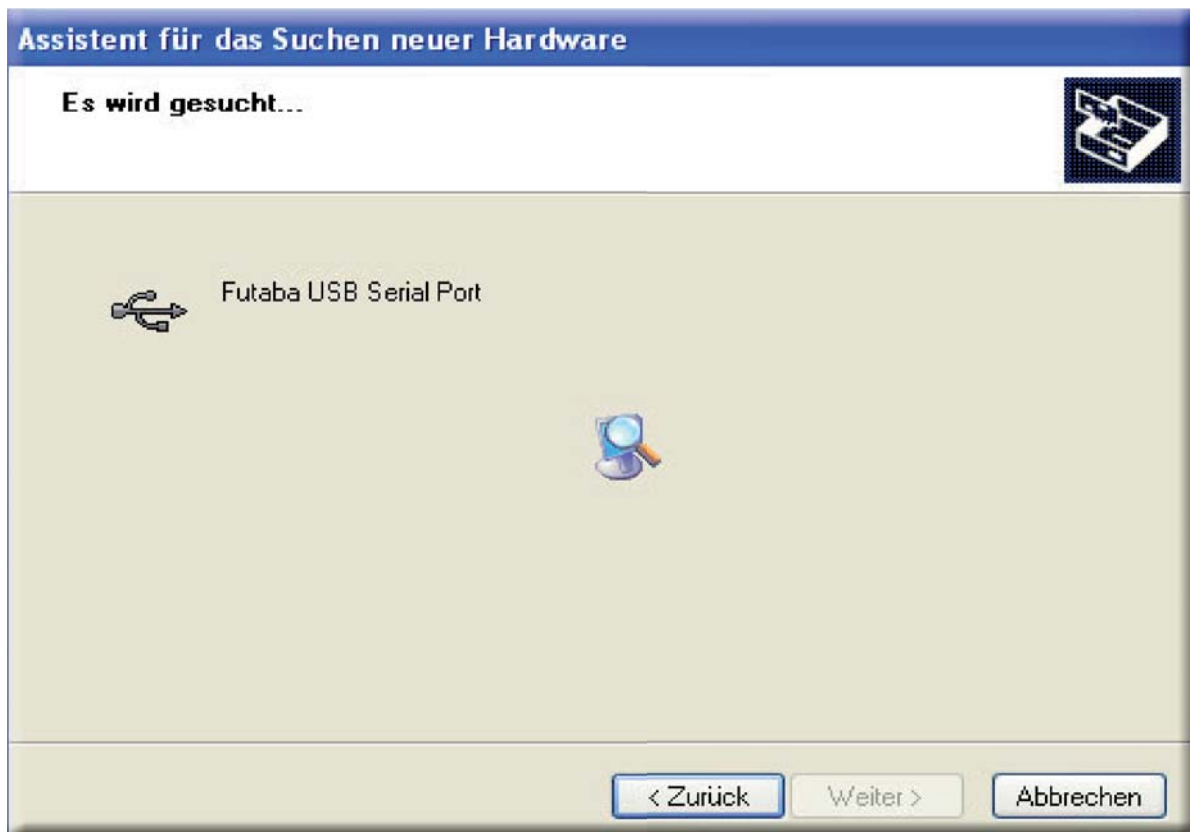 Assistent für das Suchen neuer Hardware
Es wird gesucht...
Futaba USB Serial Port
< Zurück
Weiter >
Abbrechen